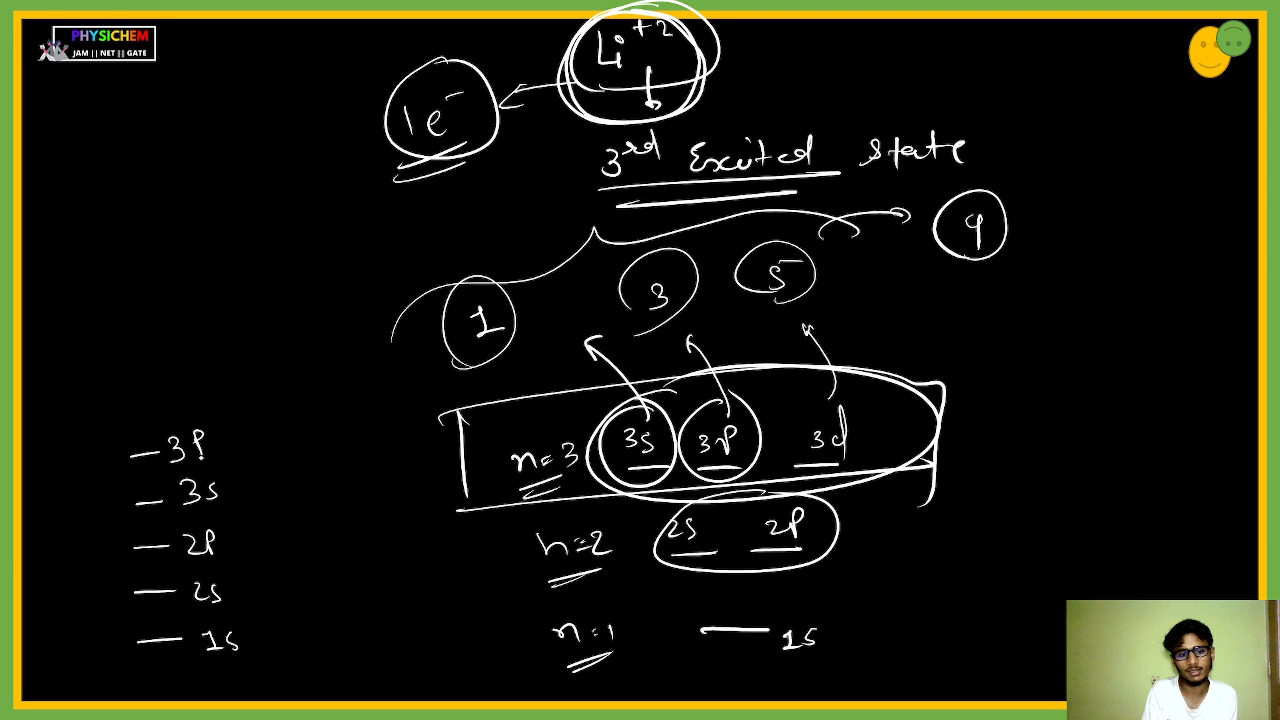 PHYSICHEM
JAM || NET || GATE
Li+2
1e-
3rd Excited State
9
1 3 5
n=3 3s 3p 3d
n=2 2s 2p
n=1 1s
3p
3s
2p
2s
1s